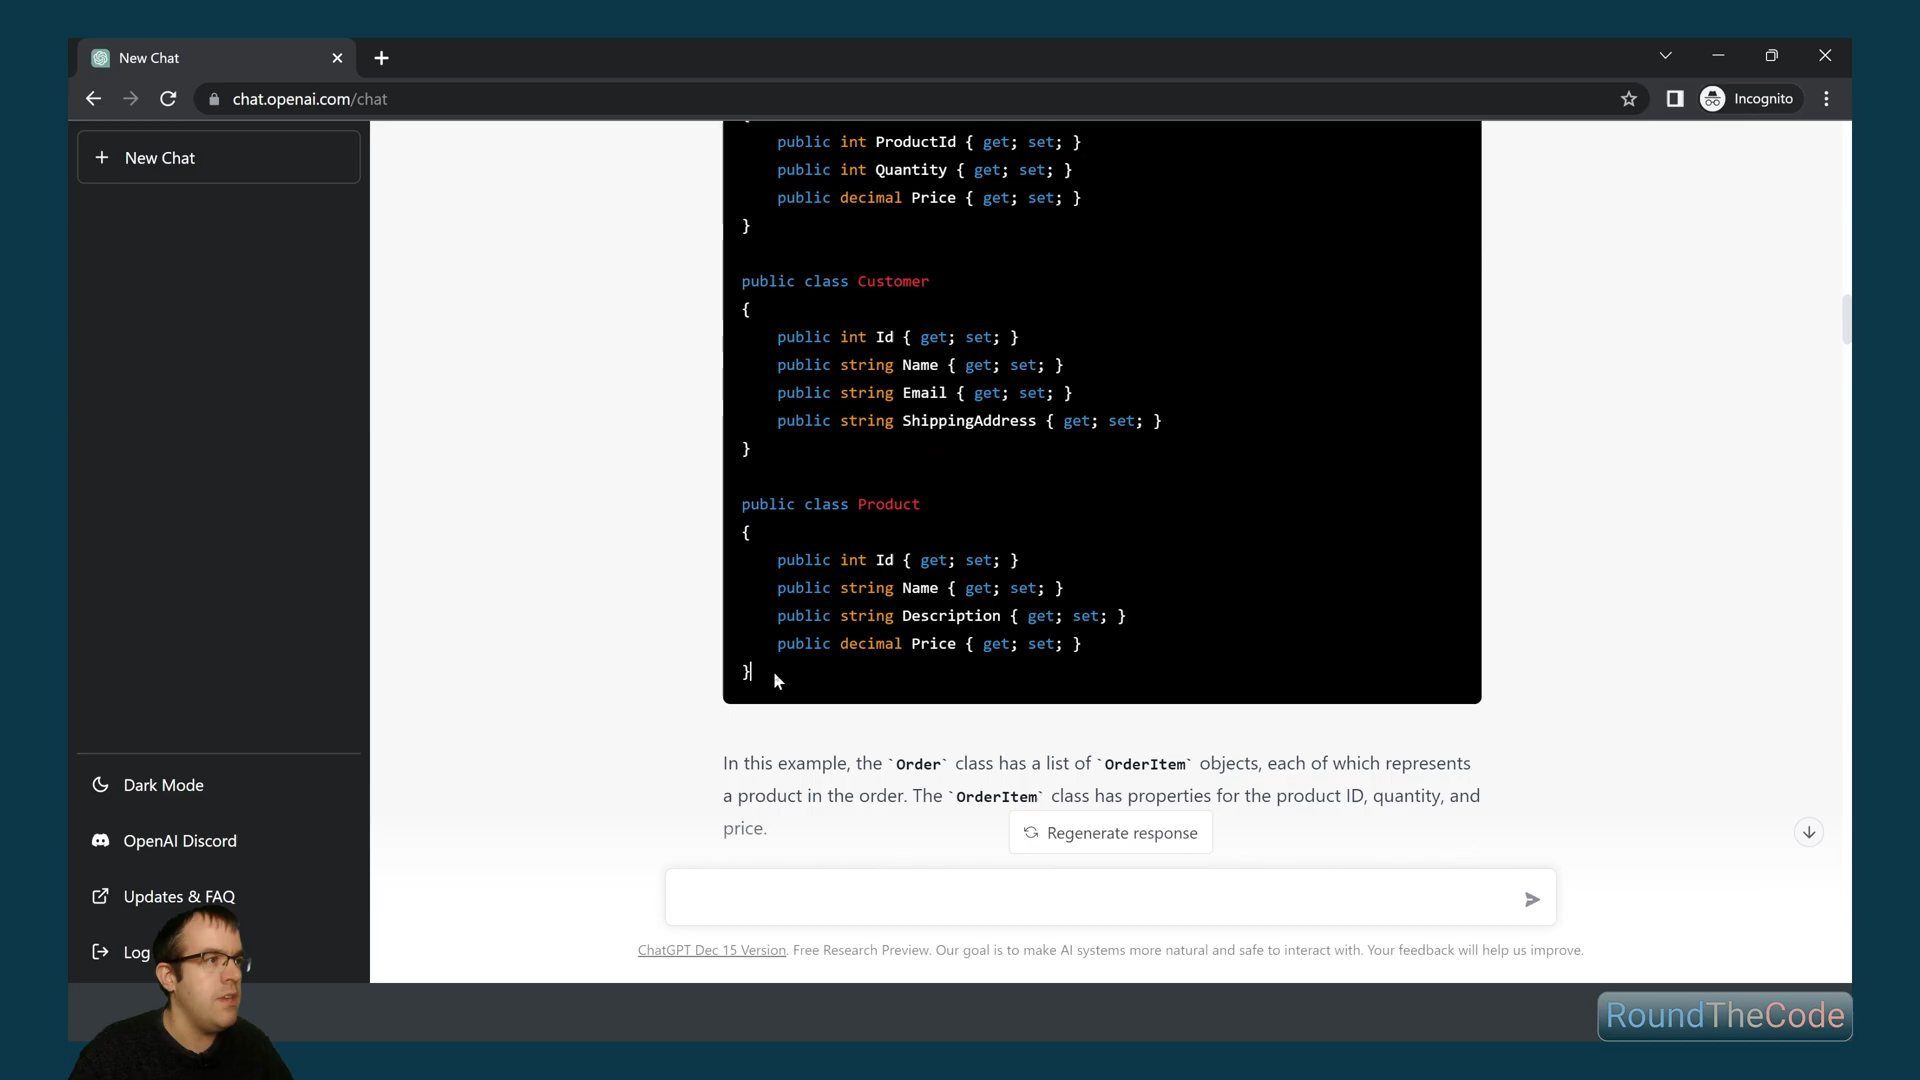 New Chat
chat.openai.com/chat
Incognito
New Chat
{
public int ProductId { get; set; }
public int Quantity { get; set; }
public decimal Price { get; set; }
}
public class Customer
{
public int Id { get; set; }
public string Name { get; set; }
public string Email { get; set; }
public string ShippingAddress { get; set; }
}
public class Product
{
public int Id { get; set; }
public string Name { get; set; }
public string Description { get; set; }
public decimal Price { get; set; }
}
In this example, the `Order` class has a list of `OrderItem` objects, each of which represents
a product in the order. The `OrderItem` class has properties for the product ID, quantity, and
price.
Regenerate response
Dark Mode
OpenAI Discord
Updates & FAQ
Log
ChatGPT Dec 15 Version. Free Research Preview. Our goal is to make AI systems more natural and safe to interact with. Your feedback will help us improve.
RoundTheCode